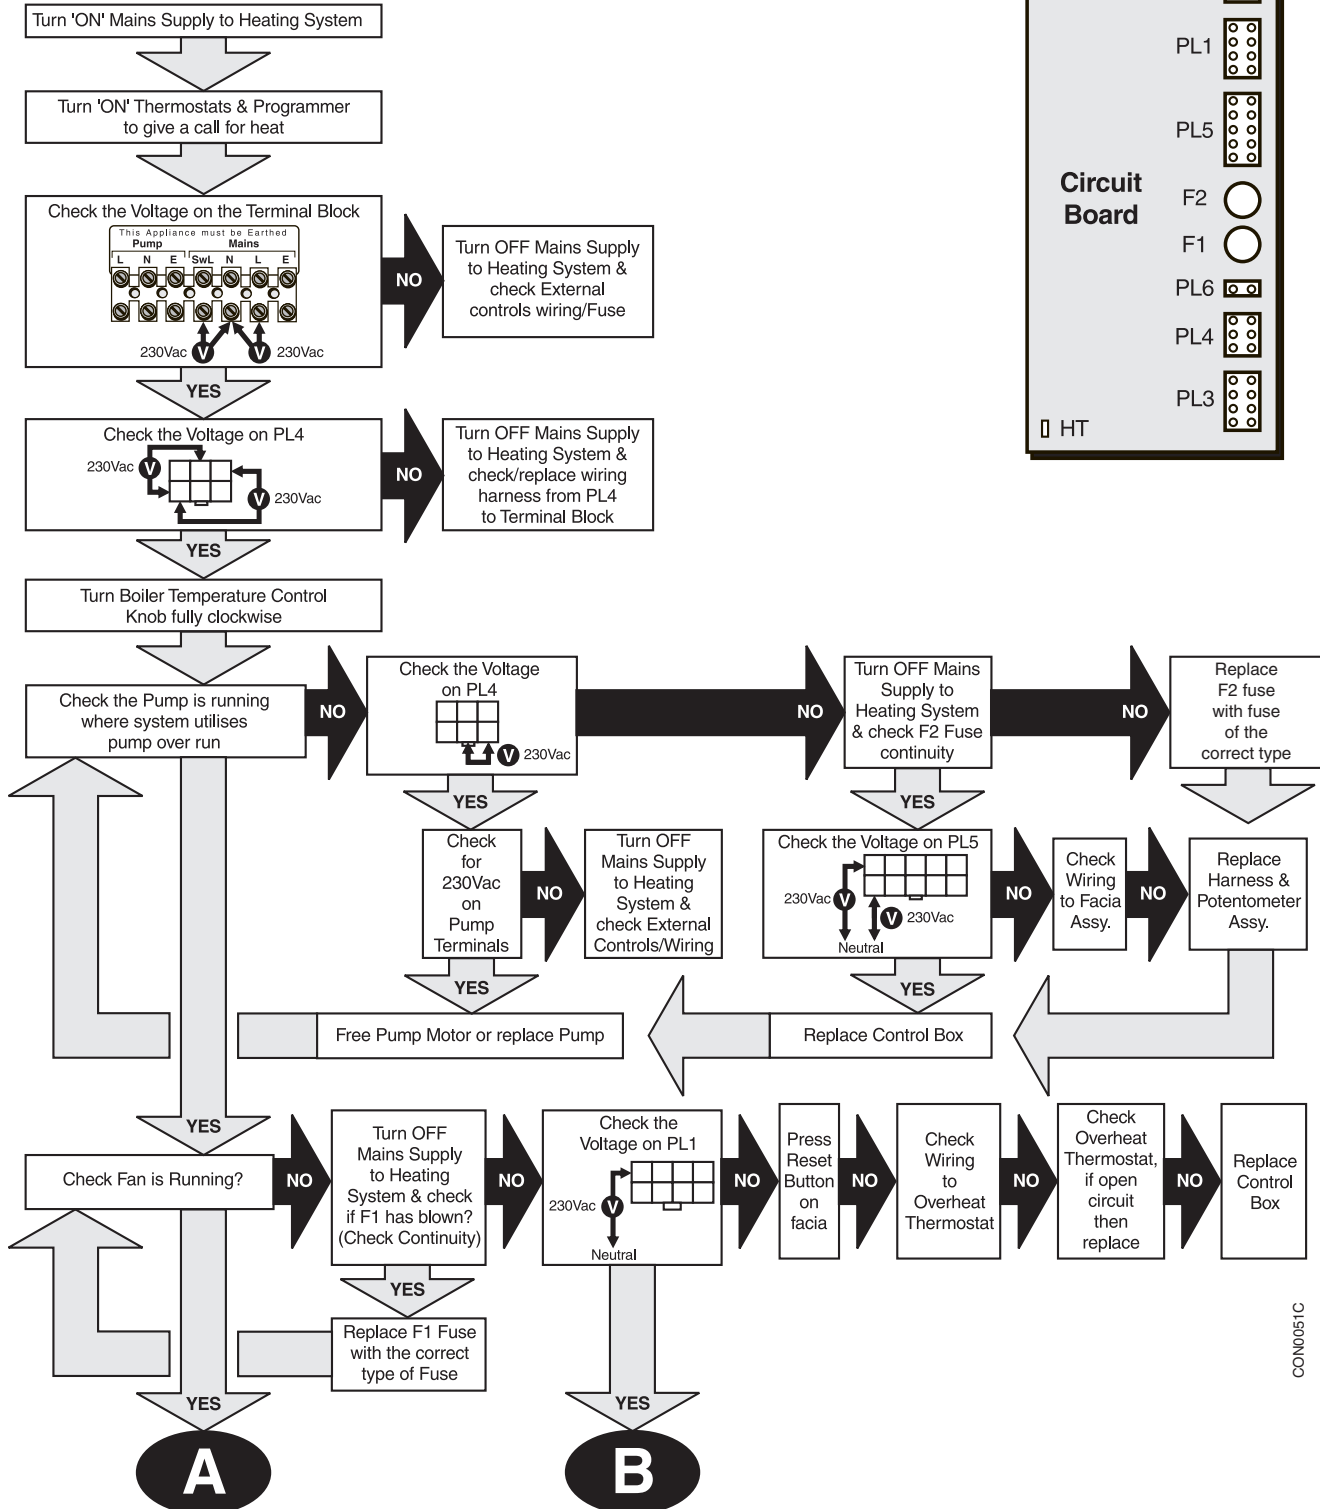 Turn 'ON' Mains Supply to Heating System
Turn 'ON' Thermostats & Programmer
to give a call for heat
Check the Voltage on the Terminal Block
This Appliance must be Earthed
Pump Mains
L N E SwL N L E
230Vac V V 230Vac
NO
Turn OFF Mains Supply
to Heating System &
check External
controls wiring/Fuse
YES
Check the Voltage on PL4
230Vac V
V 230Vac
NO
Turn OFF Mains Supply
to Heating System &
check/replace wiring
harness from PL4
to Terminal Block
YES
Turn Boiler Temperature Control
Knob fully clockwise
Circuit
Board
PL1
PL5
F2
F1
PL6
PL4
PL3
HT
Check the Pump is running
where system utilises
pump over run
NO
Check the Voltage
on PL4
V 230Vac
NO
Turn OFF Mains
Supply to
Heating System
& check F2 Fuse
continuity
NO
Replace
F2 fuse
with fuse
of the
correct type
YES
Check
for
230Vac
on
Pump
Terminals
NO
Turn OFF
Mains Supply
to Heating
System &
check External
Controls/Wiring
YES
Check the Voltage on PL5
230Vac V
V 230Vac
Neutral
NO
Check
Wiring
to Facia
Assy.
NO
Replace
Harness &
Potentometer
Assy.
YES
Free Pump Motor or replace Pump
YES
Replace Control Box
YES
Check Fan is Running?
NO
Turn OFF
Mains Supply
to Heating
System & check
if F1 has blown?
(Check Continuity)
NO
Check the
Voltage on PL1
230Vac V
Neutral
NO
Press
Reset
Button
on
facia
NO
Check
Wiring
to
Overheat
Thermostat
NO
Check
Overheat
Thermostat,
if open
circuit
then
replace
NO
Replace
Control
Box
YES
Replace F1 Fuse
with the correct
type of Fuse
YES
YES
A
B
CON0051C